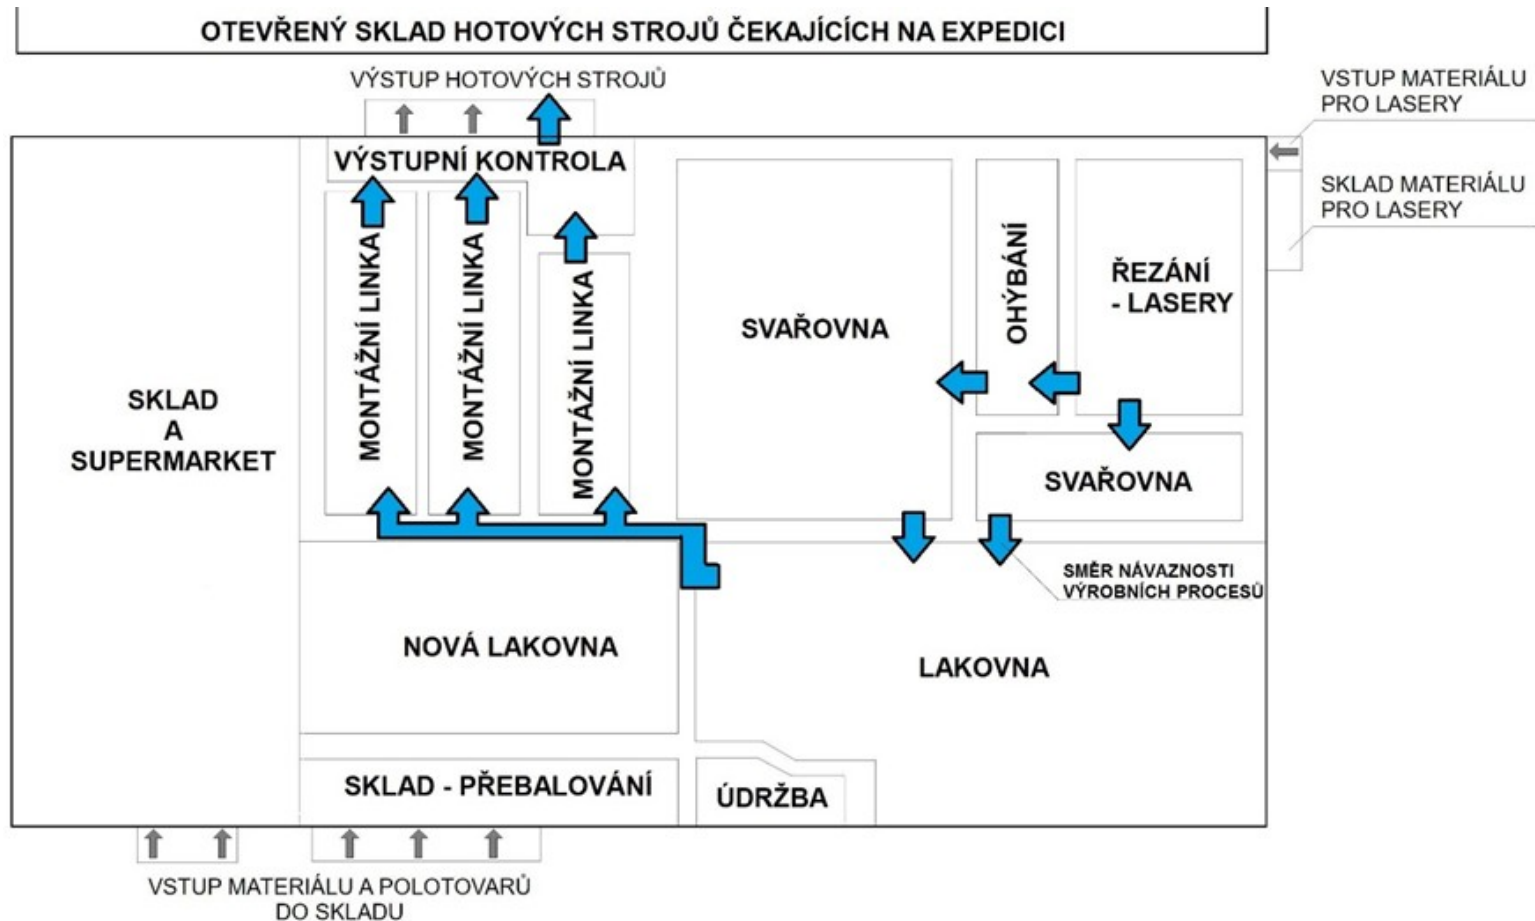 OTEVŘENÝ SKLAD HOTOVÝCH STROJŮ ČEKAJÍCÍCH NA EXPEDICI
VÝSTUP HOTOVÝCH STROJŮ
VSTUP MATERIÁLU
PRO LASERY
VÝSTUPNÍ KONTROLA
SKLAD MATERIÁLU
PRO LASERY
MONTÁŽNÍ LINKA
MONTÁŽNÍ LINKA
MONTÁŽNÍ LINKA
SVAŘOVNA
OHÝBÁNÍ
ŘEZÁNÍ
- LASERY
SKLAD
A
SUPERMARKET
SVAŘOVNA
SMĚR NÁVAZNOSTI
VÝROBNÍCH PROCESŮ
NOVÁ LAKOVNA
LAKOVNA
SKLAD - PŘEBALOVÁNÍ
ÚDRŽBA
VSTUP MATERIÁLU A POLOTOVARŮ
DO SKLADU